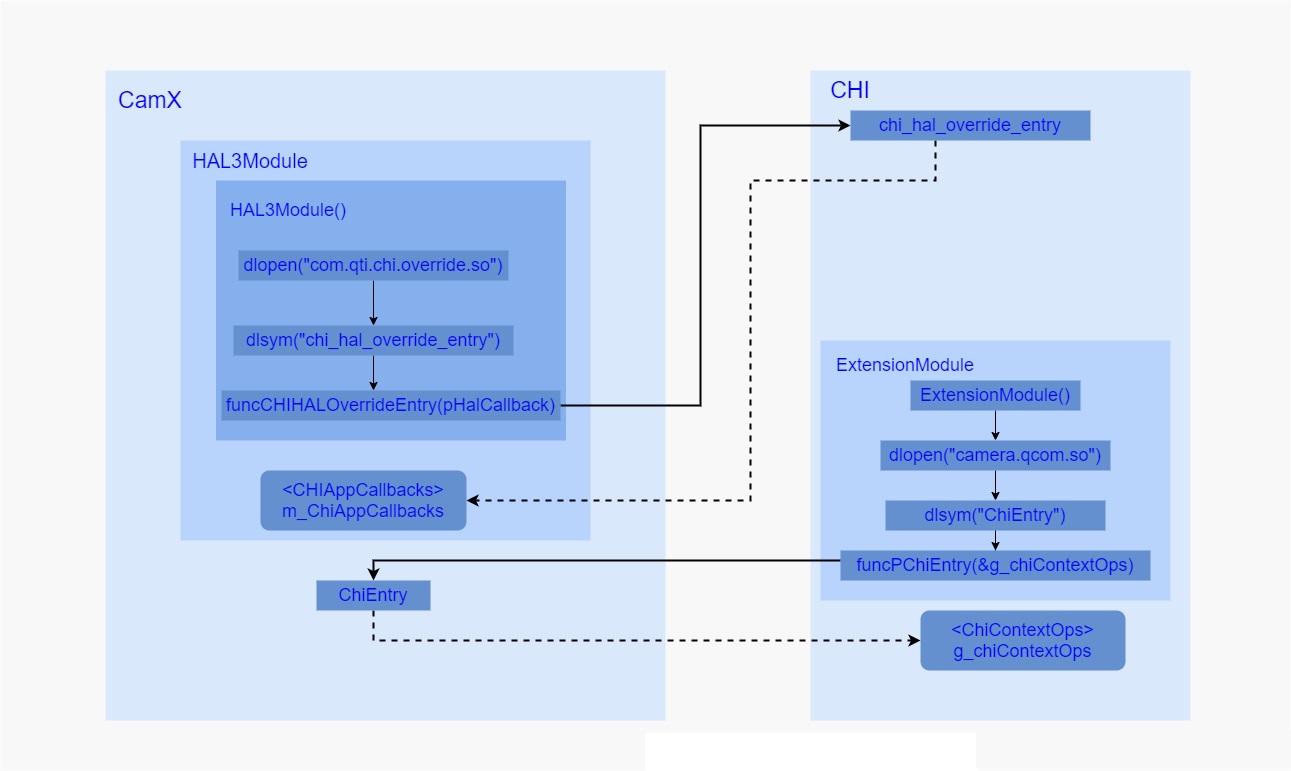 CamX
HAL3Module
HAL3Module()
dlopen("com.qti.chi.override.so")
dlsym("chi_hal_override_entry")
funcCHIHALOverrideEntry(pHalCallback)
<CHIAppCallbacks>
m_ChiAppCallbacks
ChiEntry
CHI
chi_hal_override_entry
ExtensionModule
ExtensionModule()
dlopen("camera.qcom.so")
dlsym("ChiEntry")
funcPChiEntry(&g_chiContextOps)
<ChiContextOps>
g_chiContextOps